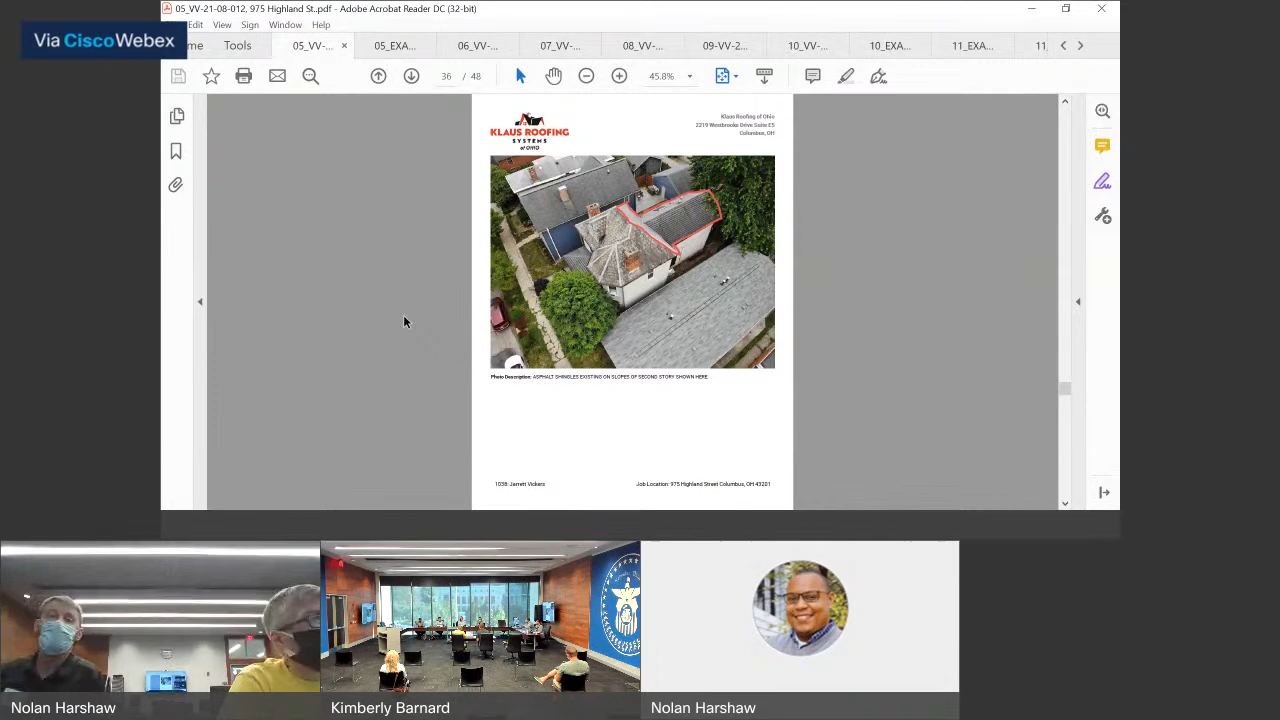 05_VV-21-08-012, 975 Highland St..pdf - Adobe Acrobat Reader DC (32-bit)
Via CiscoWebex
Edit View Sign Window Help
me Tools 05_VV-... × 05_EXA... 06_VV-... 07_VV-... 08_VV-... 09-VV-2... 10_VV-... 10_EXA... 11_EXA... 11
36 / 48 45.8%
KLAUS ROOFING
SYSTEMS
of OHIO
Klaus Roofing of Ohio
2219 Westbrooke Drive Suite E5
Columbus, OH
Photo Description: ASPHALT SHINGLES EXISTING ON SLOPES OF SECOND STORY SHOWN HERE.
1038: Jarrett Vickers Job Location: 975 Highland Street Columbus, OH 43201
Nolan Harshaw
Kimberly Barnard
Nolan Harshaw